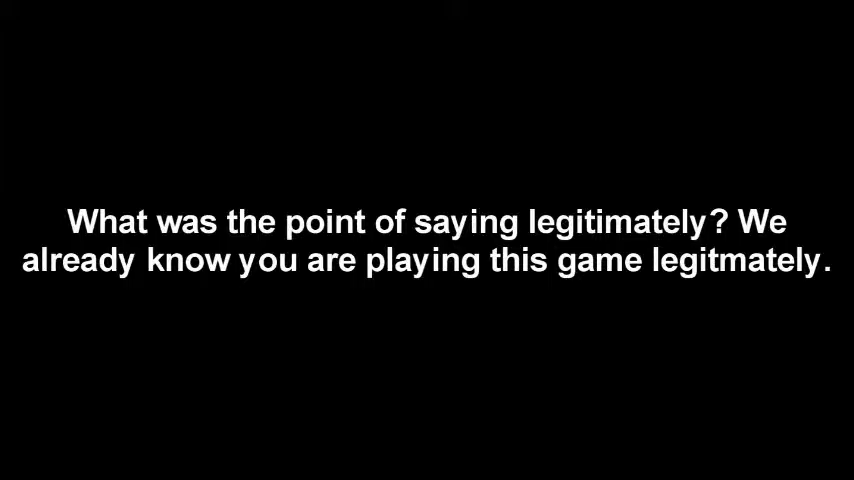 What was the point of saying legitimately? We
already know you are playing this game legitmately.